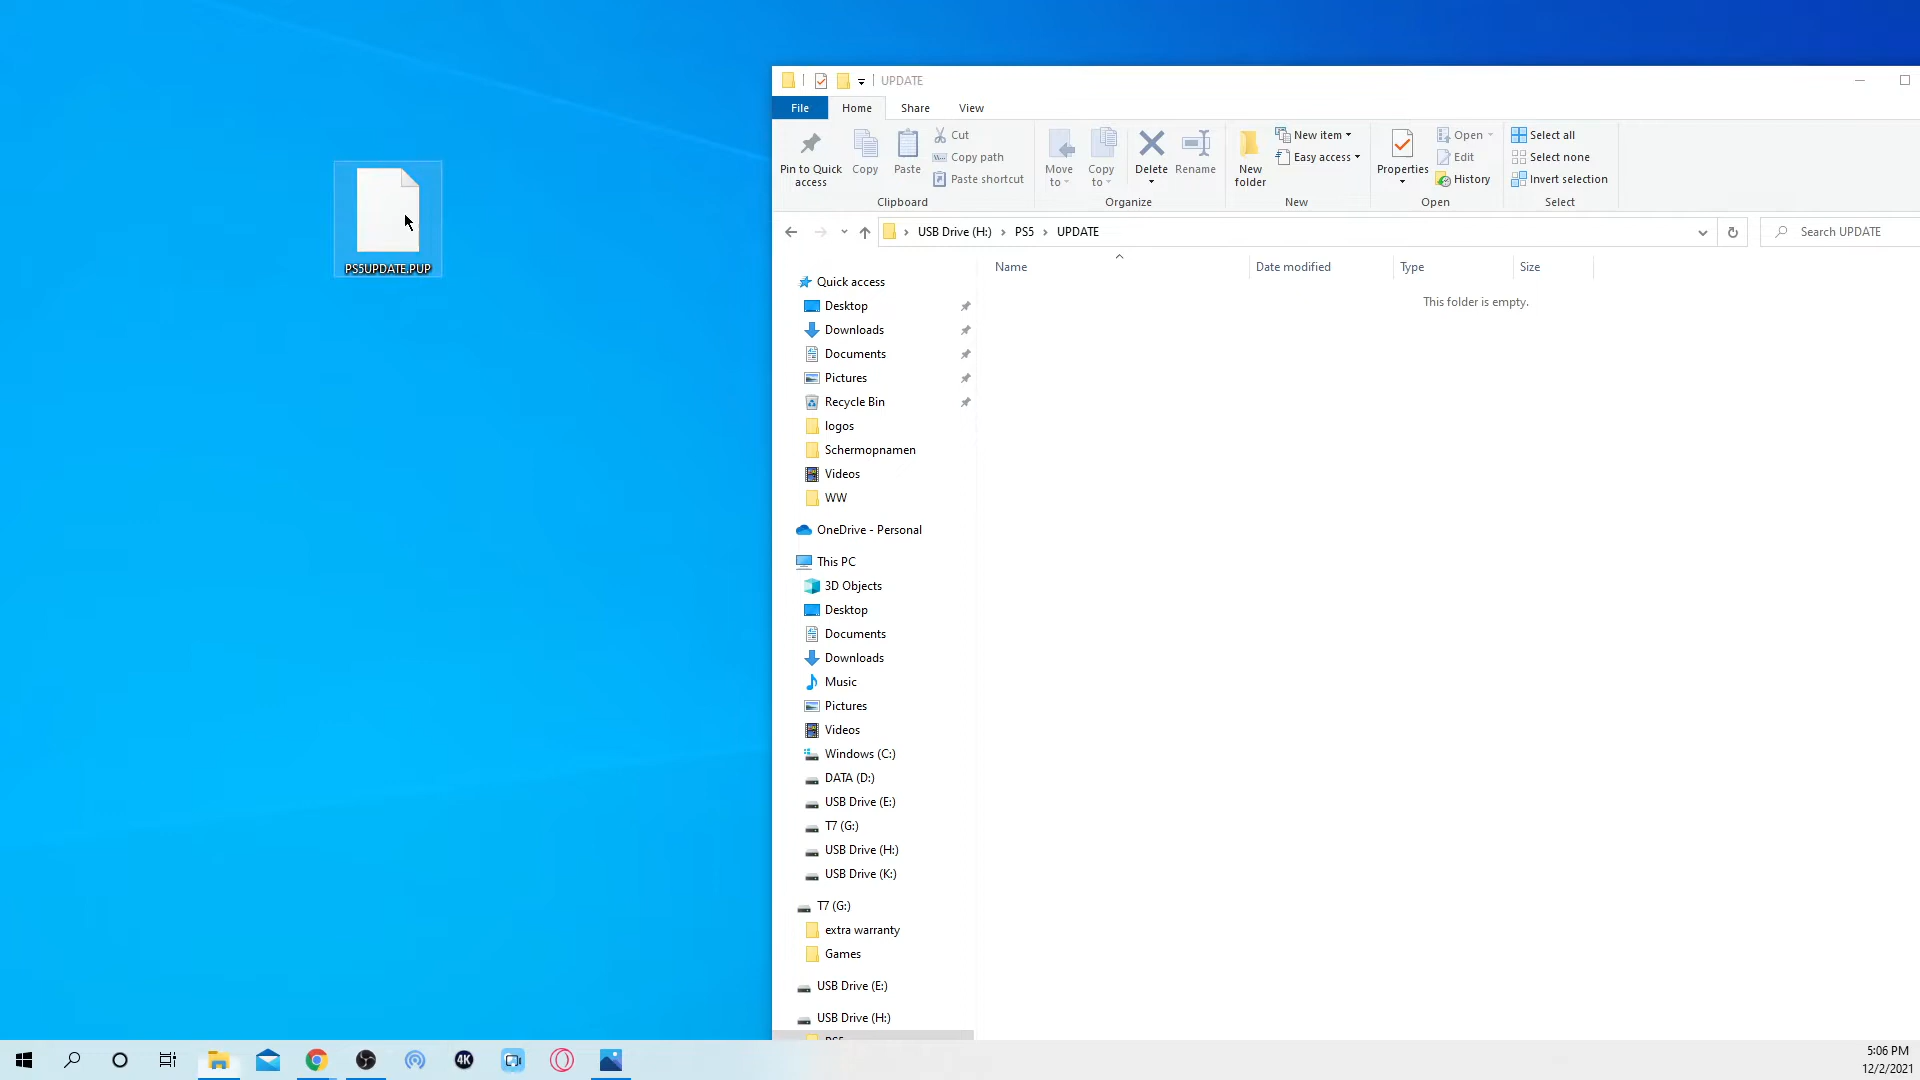 UPDATE
File Home Share View
Pin to Quick access
Copy
Paste
Cut
Copy path
Paste shortcut
Clipboard
Move to
Copy to
Delete
Rename
Organize
New folder
New item
Easy access
New
Properties
Open
Edit
History
Open
Select all
Select none
Invert selection
Select
USB Drive (H:) › PS5 › UPDATE
Search UPDATE
Name Date modified Type Size
This folder is empty.
PS5UPDATE.PUP
Quick access
Desktop
Downloads
Documents
Pictures
Recycle Bin
logos
Schermopnamen
Videos
WW
OneDrive - Personal
This PC
3D Objects
Desktop
Documents
Downloads
Music
Pictures
Videos
Windows (C:)
DATA (D:)
USB Drive (E:)
T7 (G:)
USB Drive (H:)
USB Drive (K:)
T7 (G:)
extra warranty
Games
USB Drive (E:)
USB Drive (H:)
PS5
4K
5:06 PM
12/2/2021